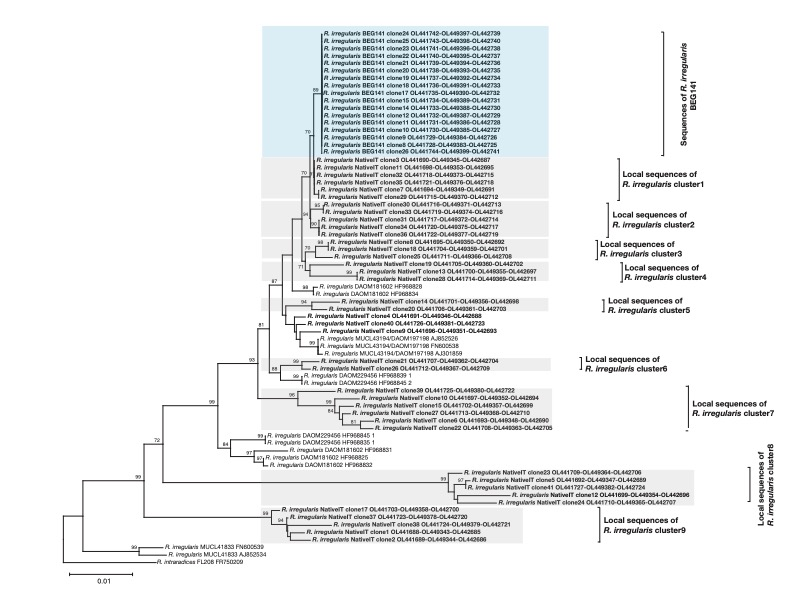 R. irregularis BEG141 clone24 OL441742-OL449397-OL442739
R. irregularis BEG141 clone25 OL441743-OL449398-OL442740
R. irregularis BEG141 clone23 OL441741-OL449396-OL442738
R. irregularis BEG141 clone22 OL441740-OL449395-OL442737
R. irregularis BEG141 clone21 OL441739-OL449394-OL442736
R. irregularis BEG141 clone20 OL441738-OL449393-OL442735
R. irregularis BEG141 clone19 OL441737-OL449392-OL442734
R. irregularis BEG141 clone18 OL441736-OL449391-OL442733
R. irregularis BEG141 clone17 OL441735-OL449390-OL442732
R. irregularis BEG141 clone15 OL441734-OL449389-OL442731
R. irregularis BEG141 clone14 OL441733-OL449388-OL442730
R. irregularis BEG141 clone12 OL441732-OL449387-OL442729
R. irregularis BEG141 clone11 OL441731-OL449386-OL442728
R. irregularis BEG141 clone10 OL441730-OL449385-OL442727
R. irregularis BEG141 clone9 OL441729-OL449384-OL442726
R. irregularis BEG141 clone8 OL441728-OL449383-OL442725
R. irregularis BEG141 clone26 OL441744-OL449399-OL442741
Sequences of R. irregularis
BEG141
R. irregularis NativeIT clone3 OL441690-OL449345-OL442687
R. irregularis NativeIT clone11 OL441698-OL449353-OL442695
R. irregularis NativeIT clone32 OL441718-OL449373-OL442715
R. irregularis NativeIT clone35 OL441721-OL449376-OL442718
R. irregularis NativeIT clone7 OL441694-OL449349-OL442691
R. irregularis NativeIT clone29 OL441715-OL449370-OL442712
Local sequences of
R. irregularis cluster1
R. irregularis NativeIT clone30 OL441716-OL449371-OL442713
R. irregularis NativeIT clone33 OL441719-OL449374-OL442716
R. irregularis NativeIT clone31 OL441717-OL449372-OL442714
R. irregularis NativeIT clone34 OL441720-OL449375-OL442717
R. irregularis NativeIT clone36 OL441722-OL449377-OL442719
Local sequences of
R. irregularis cluster2
R. irregularis NativeIT clone8 OL441695-OL449350-OL442692
R. irregularis NativeIT clone18 OL441704-OL449359-OL442701
R. irregularis NativeIT clone25 OL441711-OL449366-OL442708
Local sequences of
R. irregularis cluster3
R. irregularis NativeIT clone19 OL441705-OL449360-OL442702
R. irregularis NativeIT clone13 OL441700-OL449355-OL442697
R. irregularis NativeIT clone28 OL441714-OL449369-OL442711
Local sequences of
R. irregularis cluster4
R. irregularis DAOM181602 HF968828
R. irregularis DAOM181602 HF968834
R. irregularis NativeIT clone14 OL441701-OL449356-OL442698
R. irregularis NativeIT clone20 OL441706-OL449361-OL442703
Local sequences of
R. irregularis cluster5
R. irregularis NativeIT clone4 OL441691-OL449346-OL442688
R. irregularis NativeIT clone40 OL441726-OL449381-OL442723
R. irregularis NativeIT clone9 OL441696-OL449351-OL442693
R. irregularis MUCL43194/DAOM197198 AJ852526
R. irregularis MUCL43194/DAOM197198 FN600538
R. irregularis MUCL43194/DAOM197198 AJ301859
R. irregularis NativeIT clone21 OL441707-OL449362-OL442704
R. irregularis NativeIT clone26 OL441712-OL449367-OL442709
Local sequences of
R. irregularis cluster6
R. irregularis DAOM229456 HF968839 1
R. irregularis DAOM229456 HF968845 2
R. irregularis NativeIT clone39 OL441725-OL449380-OL442722
R. irregularis NativeIT clone10 OL441697-OL449352-OL442694
R. irregularis NativeIT clone15 OL441702-OL449357-OL442699
R. irregularis NativeIT clone27 OL441713-OL449368-OL442710
R. irregularis NativeIT clone6 OL441693-OL449348-OL442690
R. irregularis NativeIT clone22 OL441708-OL449363-OL442705
Local sequences of
R. irregularis cluster7
R. irregularis DAOM229456 HF968845 1
R. irregularis DAOM229456 HF968835 1
R. irregularis DAOM181602 HF968831
R. irregularis DAOM181602 HF968825
R. irregularis DAOM181602 HF968832
R. irregularis NativeIT clone23 OL441709-OL449364-OL442706
R. irregularis NativeIT clone5 OL441692-OL449347-OL442689
R. irregularis NativeIT clone41 OL441727-OL449382-OL442724
R. irregularis NativeIT clone12 OL441699-OL449354-OL442696
R. irregularis NativeIT clone24 OL441710-OL449365-OL442707
Local sequences of
R. irregularis cluster8
R. irregularis NativeIT clone17 OL441703-OL449358-OL442700
R. irregularis NativeIT clone37 OL441723-OL449378-OL442720
R. irregularis NativeIT clone38 OL441724-OL449379-OL442721
R. irregularis NativeIT clone1 OL441688-OL449343-OL442685
R. irregularis NativeIT clone2 OL441689-OL449344-OL442686
Local sequences of
R. irregularis cluster9
R. irregularis MUCL41833 FN600539
R. irregularis MUCL41833 AJ852534
R. intraradices FL208 FR750209
0.01